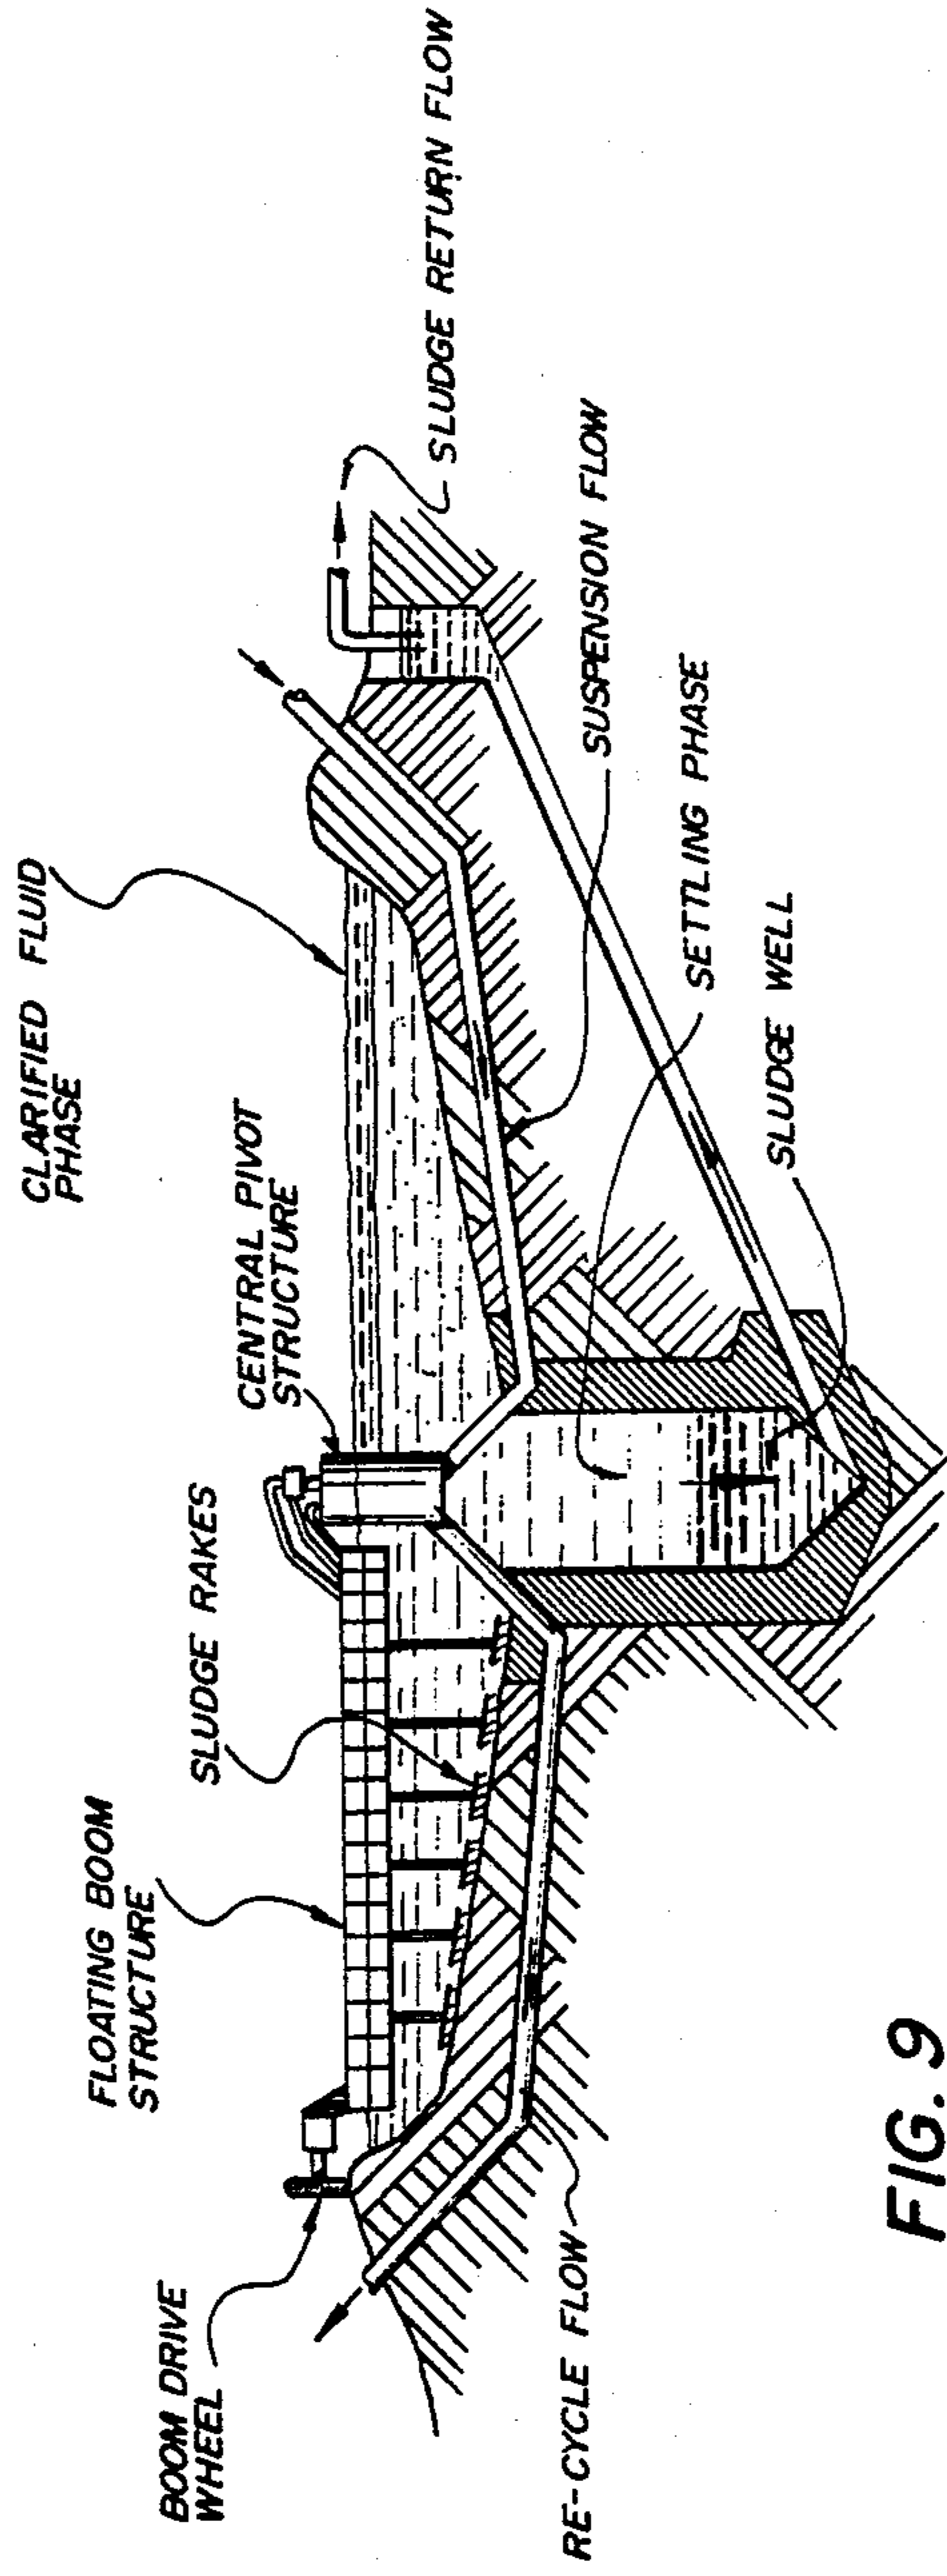 CLARIFIED FLUID
PHASE
CENTRAL PIVOT
STRUCTURE
SLUDGE RAKES
FLOATING BOOM
STRUCTURE
BOOM DRIVE
WHEEL
SLUDGE RETURN FLOW
SUSPENSION FLOW
SETTLING PHASE
SLUDGE WELL
RE-CYCLE FLOW
FIG. 9